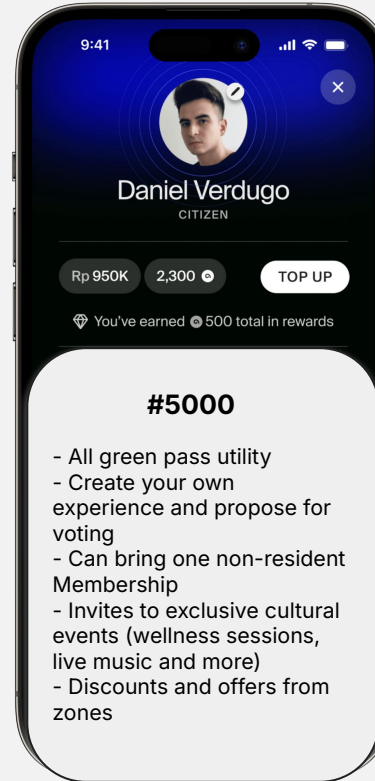 9:41
Daniel Verdugo
CITIZEN
Rp 950K 2,300 TOP UP
You've earned 500 total in rewards
#5000
- All green pass utility
- Create your own
experience and propose for
voting
- Can bring one non-resident
Membership
- Invites to exclusive cultural
events (wellness sessions,
live music and more)
- Discounts and offers from
zones